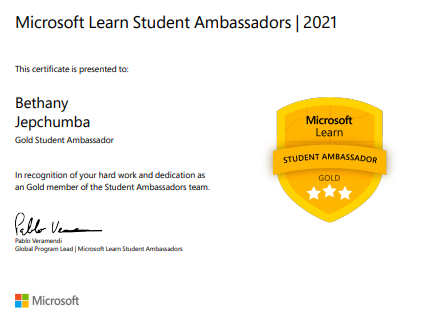 Microsoft Learn Student Ambassadors | 2021
This certificate is presented to:
Bethany
Jepchumba
Gold Student Ambassador
In recognition of your hard work and dedication as
an Gold member of the Student Ambassadors team.
Pablo Veramendi
Global Program Lead | Microsoft Learn Student Ambassadors
Microsoft
Microsoft
Learn
STUDENT AMBASSADOR
GOLD